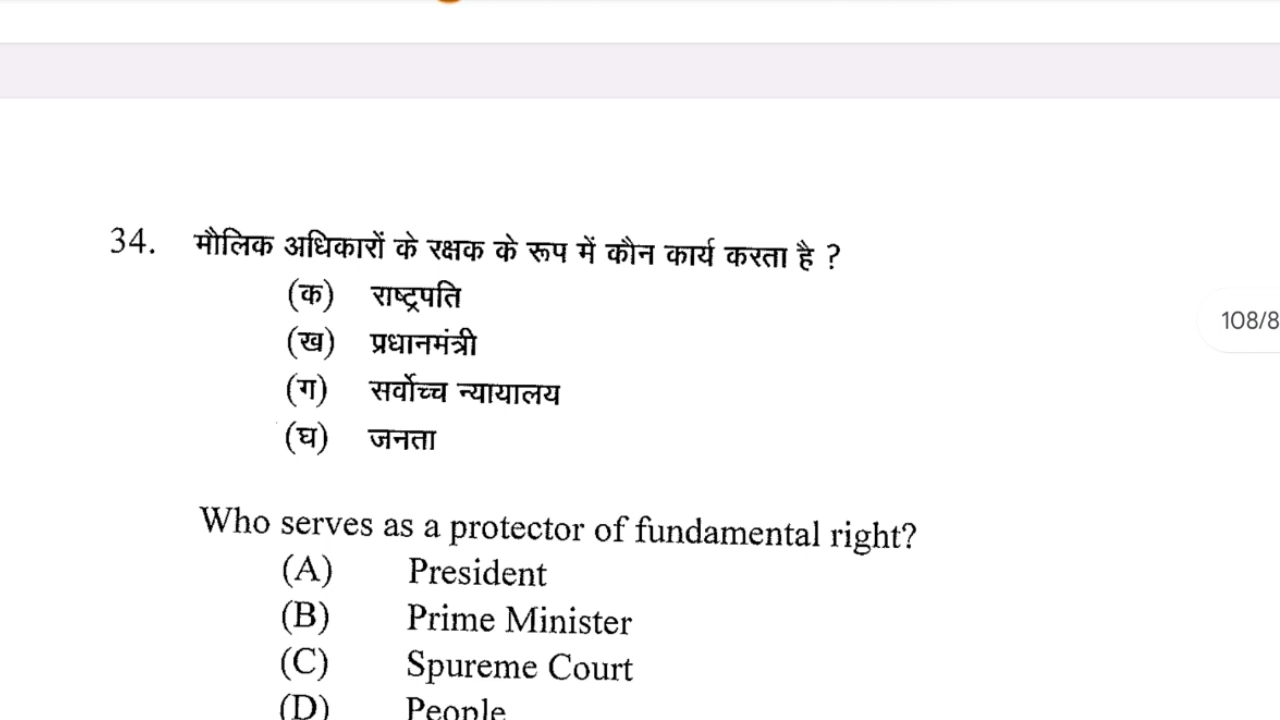 34. मौलिक अधिकारों के रक्षक के रूप में कौन कार्य करता है ?
(क) राष्ट्रपति
(ख) प्रधानमंत्री
(ग) सर्वोच्च न्यायालय
(घ) जनता
108/8
Who serves as a protector of fundamental right?
(A) President
(B) Prime Minister
(C) Spureme Court
(D) People